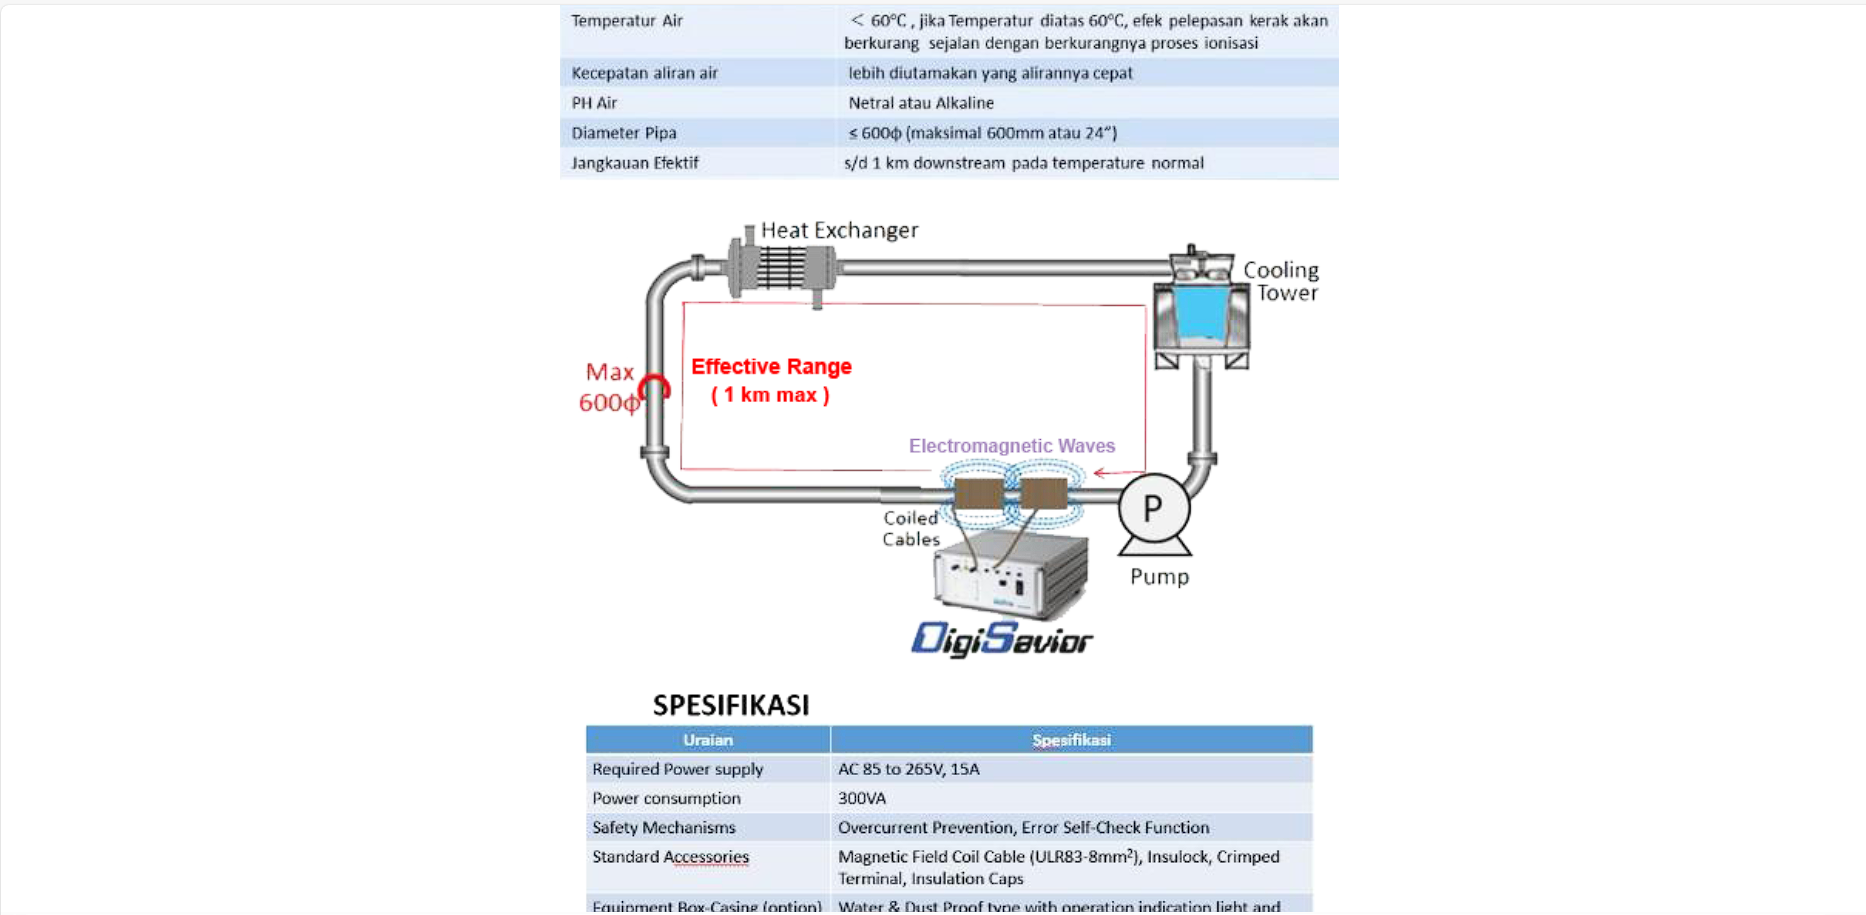 Temperatur Air < 60°C , jika Temperatur diatas 60°C, efek pelepasan kerak akan
berkurang sejalan dengan berkurangnya proses ionisasi
Kecepatan aliran air lebih diutamakan yang alirannya cepat
PH Air Netral atau Alkaline
Diameter Pipa ≤ 600ϕ (maksimal 600mm atau 24”)
Jangkauan Efektif s/d 1 km downstream pada temperature normal
Heat Exchanger
Cooling
Tower
Max
600ϕ
Effective Range
( 1 km max )
Electromagnetic Waves
Coiled
Cables
P
Pump
DigiSavior
SPESIFIKASI
Uraian Spesifikasi
Required Power supply AC 85 to 265V, 15A
Power consumption 300VA
Safety Mechanisms Overcurrent Prevention, Error Self-Check Function
Standard Accessories Magnetic Field Coil Cable (ULR83-8mm²), Insulock, Crimped
Terminal, Insulation Caps
Equipment Box-Casing (option) Water & Dust Proof type with operation indication light and